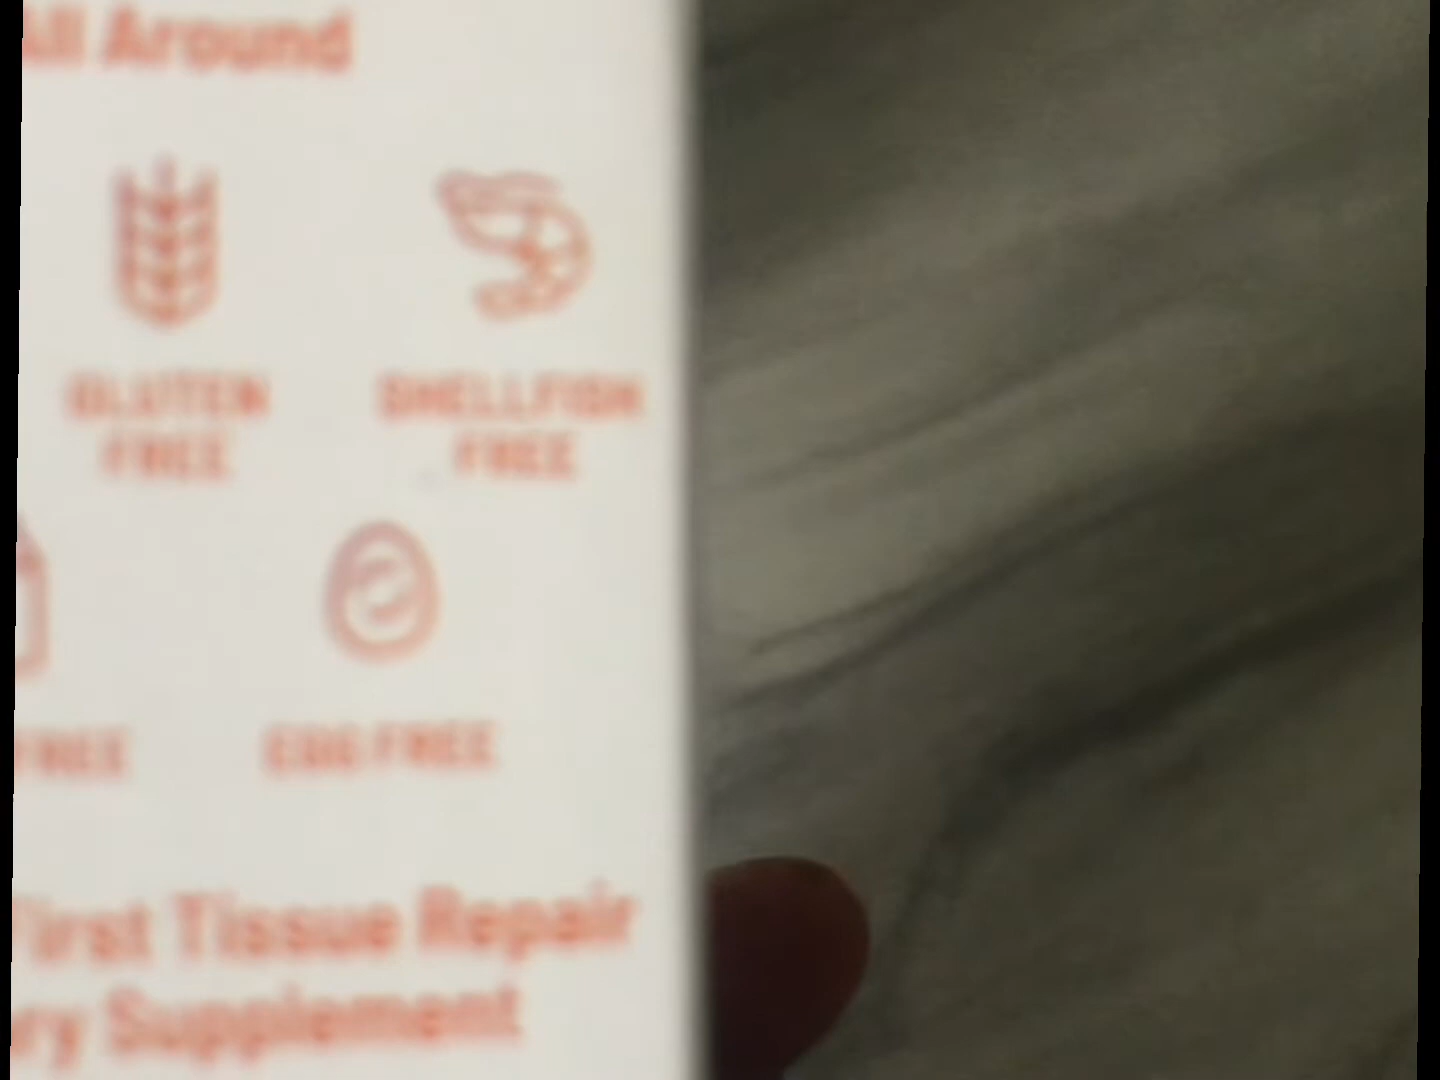 All Around
GLUTEN SHELLFISH
FREE FREE
FREE EGG FREE
First Tissue Repair
ry Supplement